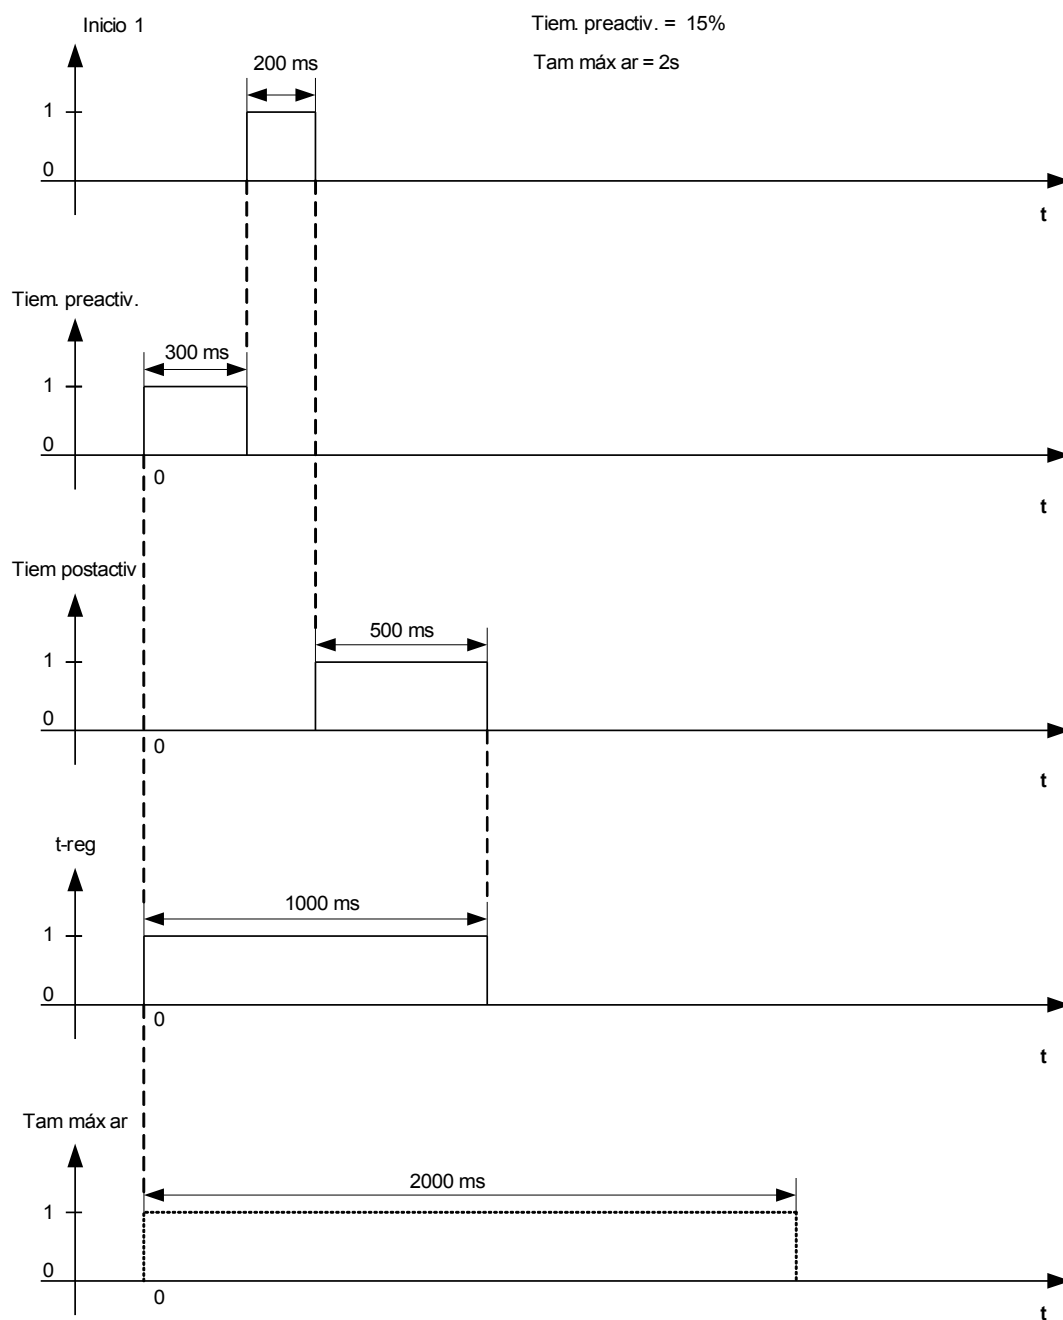 Inicio 1
Tiem. preactiv. = 15%
Tam máx ar = 2s
200 ms
1
0
t
Tiem. preactiv.
300 ms
1
0
0
t
Tiem postactiv
500 ms
1
0
0
t
t-reg
1000 ms
1
0
0
t
Tam máx ar
2000 ms
1
0
0
t